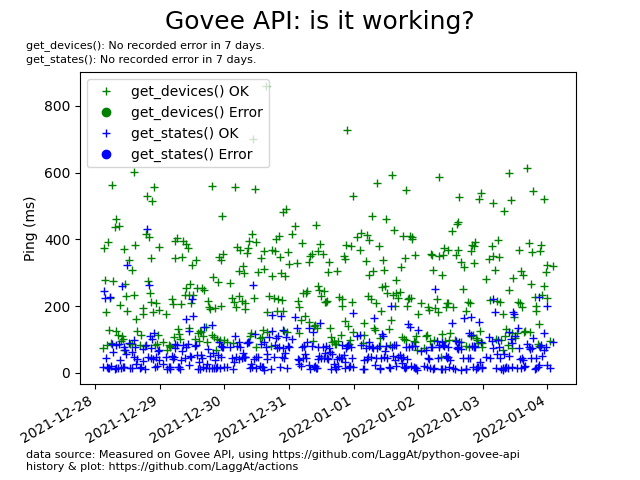 Govee API: is it working?
get_devices(): No recorded error in 7 days.
get_states(): No recorded error in 7 days.
get_devices() OK
get_devices() Error
get_states() OK
get_states() Error
Ping (ms)
800
600
400
200
0
2021-12-28
2021-12-29
2021-12-30
2021-12-31
2022-01-01
2022-01-02
2022-01-03
2022-01-04
data source: Measured on Govee API, using https://github.com/LaggAt/python-govee-api
history & plot: https://github.com/LaggAt/actions